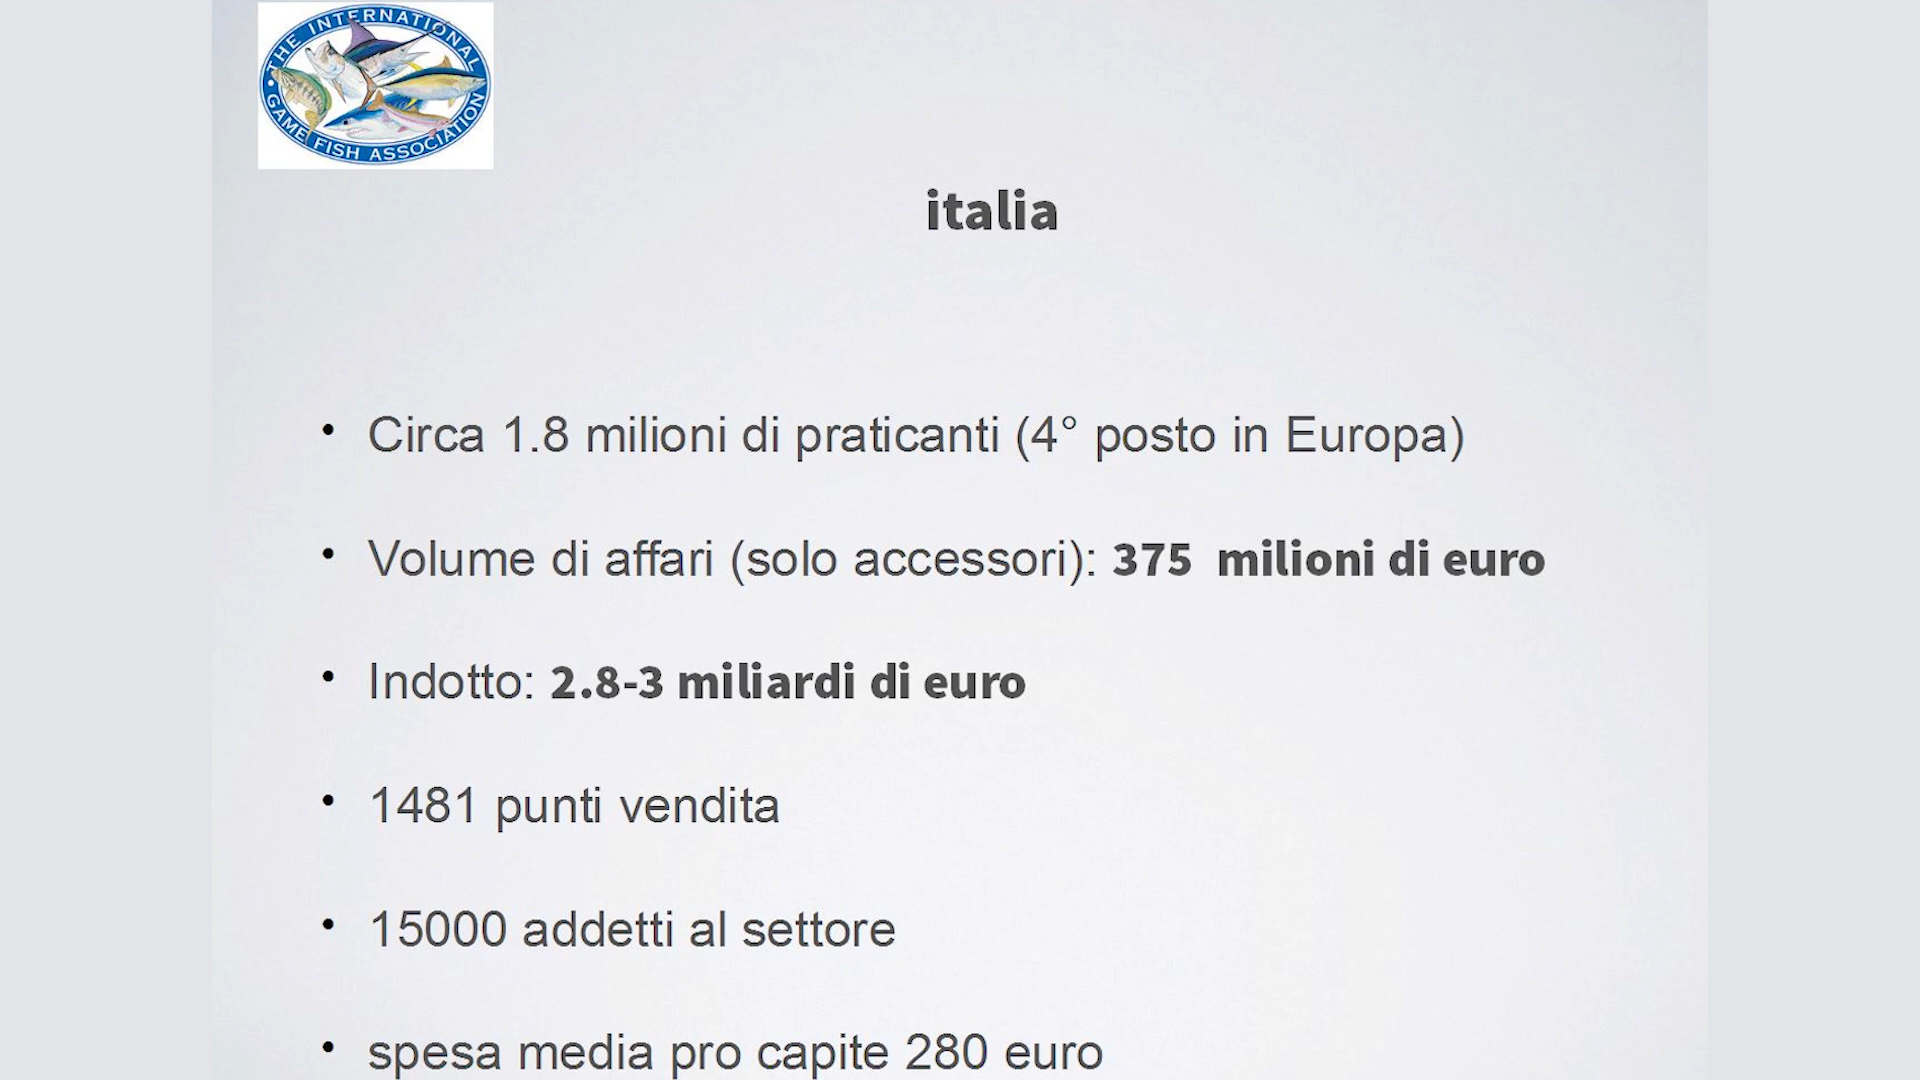 THE INTERNATIONAL
GAME FISH ASSOCIATION
italia
• Circa 1.8 milioni di praticanti (4° posto in Europa)
• Volume di affari (solo accessori): 375 milioni di euro
• Indotto: 2.8-3 miliardi di euro
• 1481 punti vendita
• 15000 addetti al settore
• spesa media pro capite 280 euro